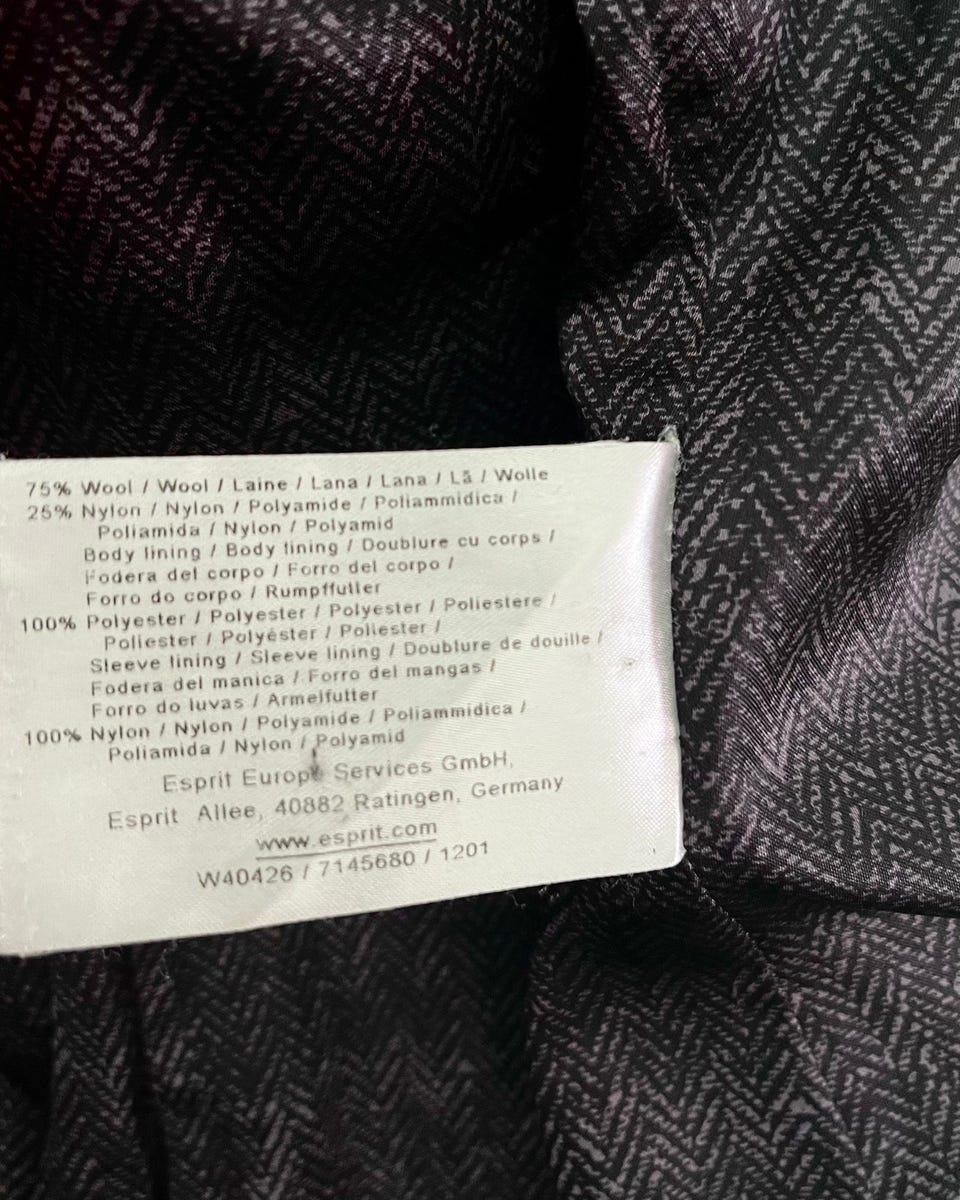 75% Wool / Wool / Laine / Lana / Lana / Lã / Wolle
25% Nylon / Nylon / Polyamide / Poliammidica /
Poliamida / Nylon / Polyamid
Body lining / Body lining / Doublure cu corps /
Fodera del corpo / Forro del corpo /
Forro do corpo / Rumpffutler
100% Polyester / Polyester / Polyester / Poliestere /
Poliester / Polyéster / Poliester /
Sleeve lining / Sleeve lining / Doublure de douille /
Fodera del manica / Forro del mangas /
Forro do luvas / Armelfutter
100% Nylon / Nylon / Polyamide / Poliammidica /
Poliamida / Nylon / Polyamid
Esprit Europe Services GmbH,
Esprit Allee, 40882 Ratingen, Germany
www.esprit.com
W40426 / 7145680 / 1201